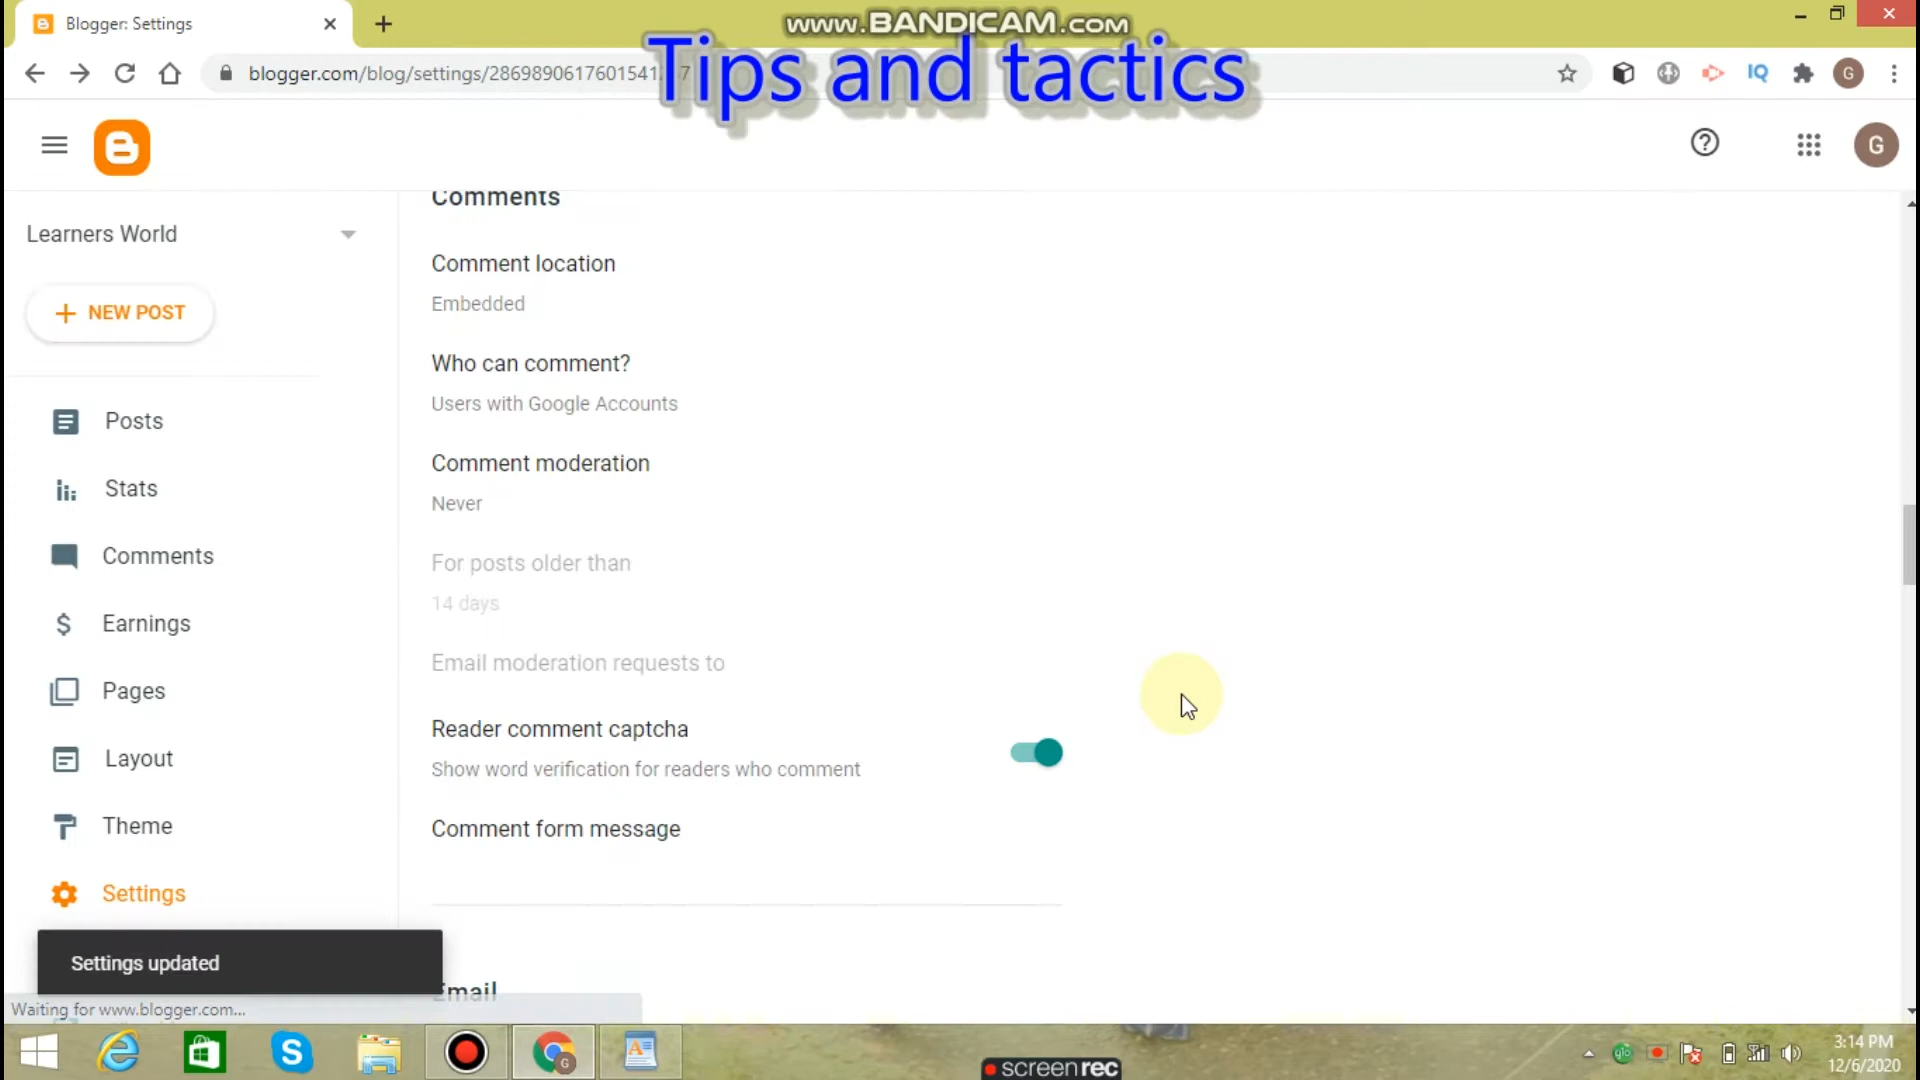 Blogger: Settings
www.BANDICAM.com
blogger.com/blog/settings/2869890617601541
Tips and tactics
IQ
G
G
Comments
Learners World
Comment location
Embedded
NEW POST
Who can comment?
Users with Google Accounts
Posts
Comment moderation
Never
Stats
Comments
For posts older than
14 days
Earnings
Email moderation requests to
Pages
Reader comment captcha
Show word verification for readers who comment
Layout
Theme
Comment form message
Settings
Settings updated
Email
Waiting for www.blogger.com...
screenrec
glo
3:14 PM
12/6/2020